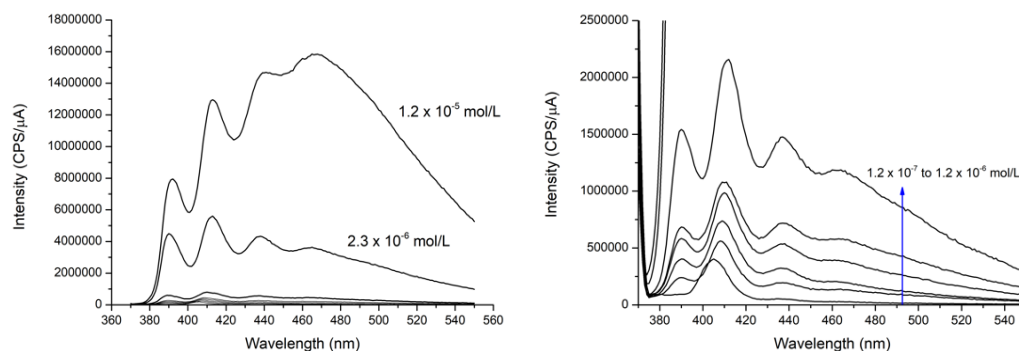 18000000
16000000
14000000
12000000
10000000
8000000
6000000
4000000
2000000
0
Intensity (CPS/μA)
1.2 x 10⁻⁵ mol/L
2.3 x 10⁻⁶ mol/L
360 380 400 420 440 460 480 500 520 540 560
Wavelength (nm)
2500000
2000000
1500000
1000000
500000
0
Intensity (CPS/μA)
1.2 x 10⁻⁷ to 1.2 x 10⁻⁶ mol/L
380 400 420 440 460 480 500 520 540
Wavelength (nm)